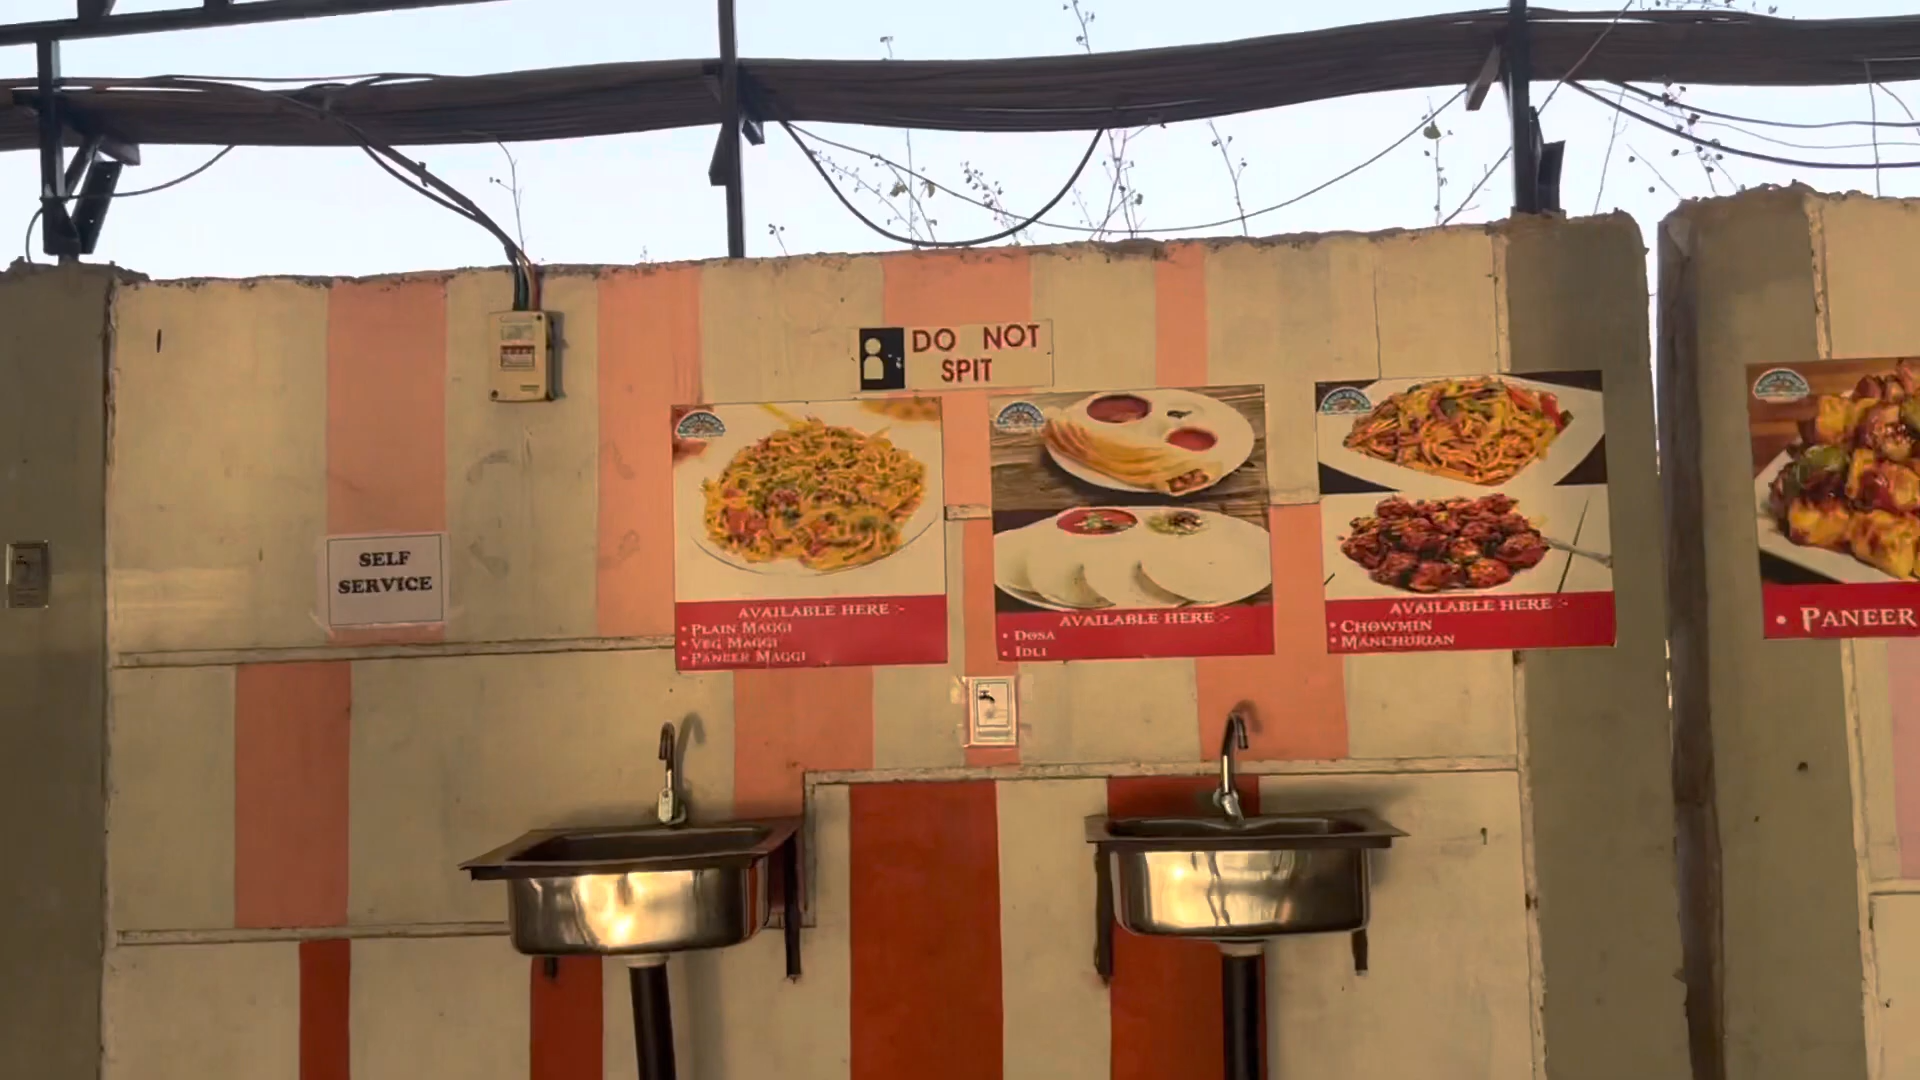 DO NOT
SPIT
SELF
SERVICE
AVAILABLE HERE :-
• PLAIN MAGGI
• VEG MAGGI
• PANEER MAGGI
AVAILABLE HERE :-
• DOSA
• IDLI
AVAILABLE HERE :-
• CHOWMIN
• MANCHURIAN
• PANEER